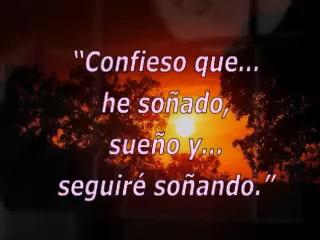 “Confieso que...
he soñado,
sueño y...
seguiré soñando.”